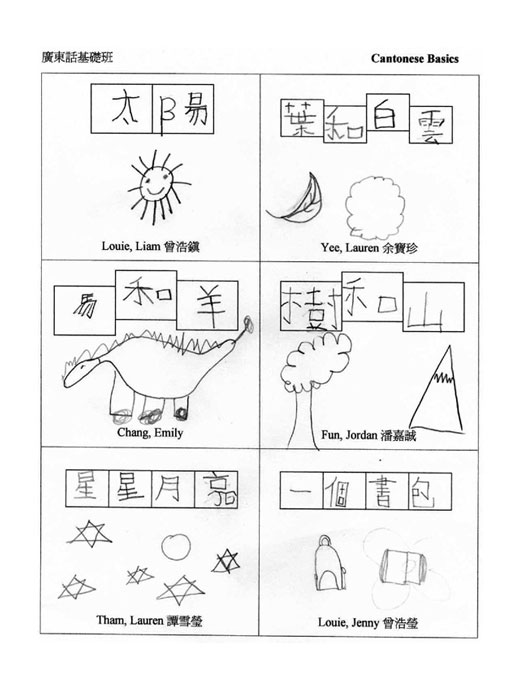 廣東話基礎班 Cantonese Basics
太陽
葉和白雲
Louie, Liam 曾浩鎭
Yee, Lauren 余寶珍
馬和羊
樹和山
Chang, Emily
Fun, Jordan 潘嘉誠
星星月亮
一個書包
Tham, Lauren 譚雪瑩
Louie, Jenny 曾浩瑩